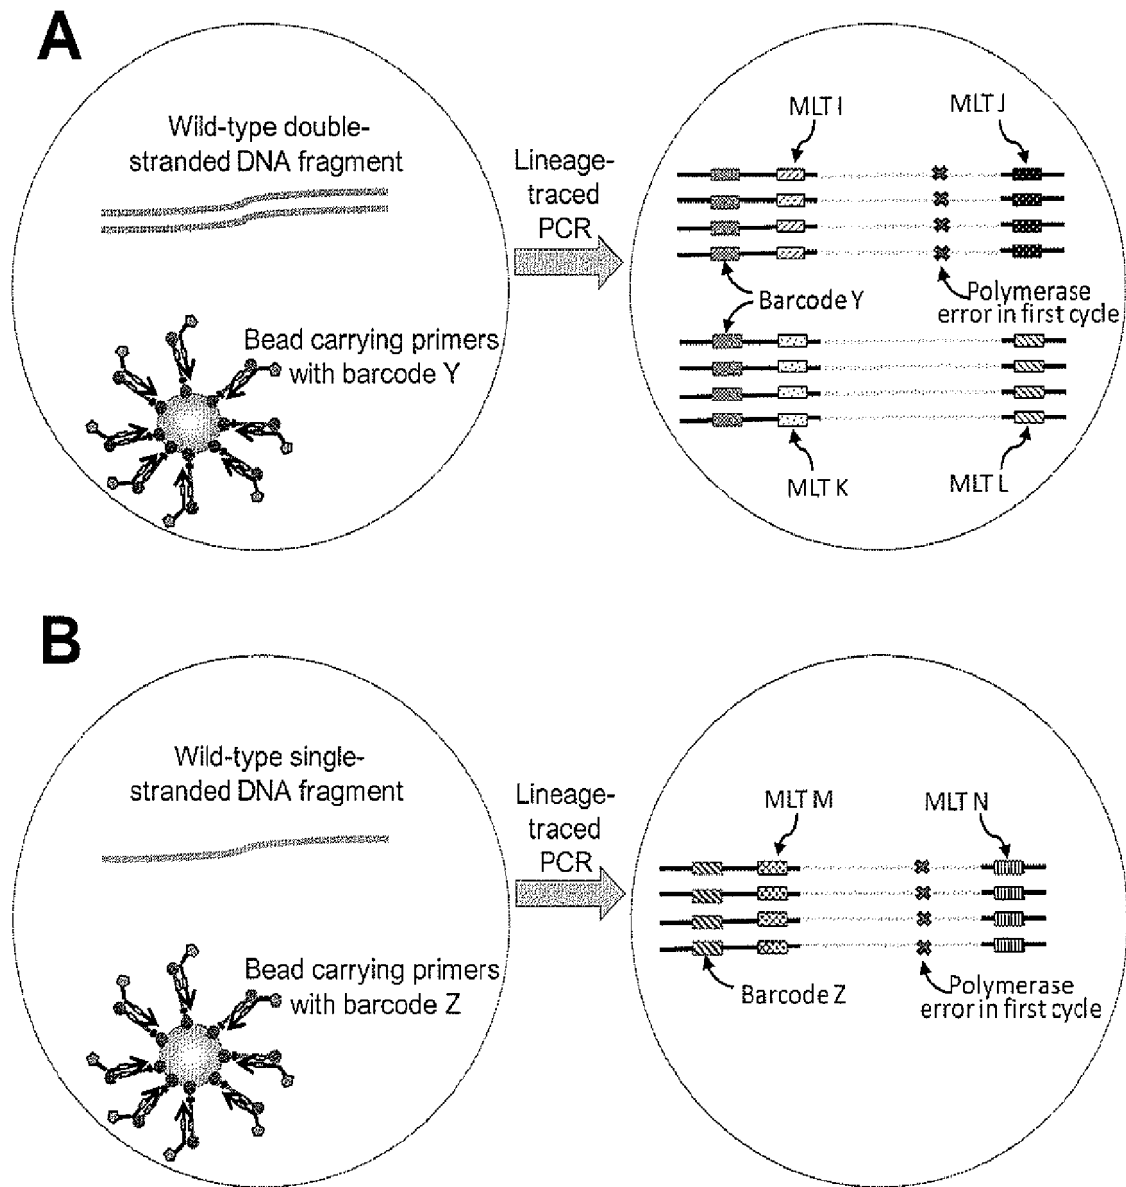 A
Wild-type double-
stranded DNA fragment
Bead carrying primers
with barcode Y
Lineage-
traced
PCR
MLT I
MLT J
Barcode Y
Polymerase
error in first cycle
MLT K
MLT L
B
Wild-type single-
stranded DNA fragment
Bead carrying primers
with barcode Z
Lineage-
traced
PCR
MLT M
MLT N
Barcode Z
Polymerase
error in first cycle